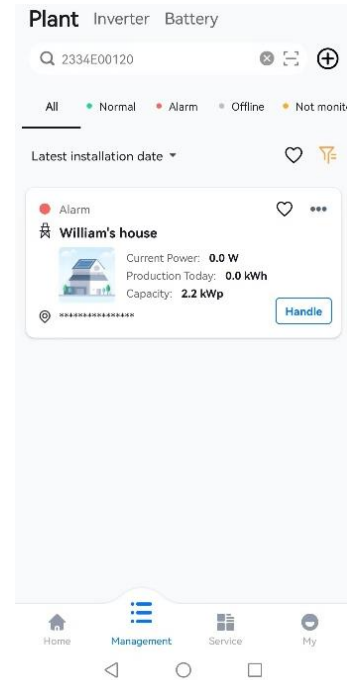 Plant Inverter Battery
2334E00120
All Normal Alarm Offline Not monit
Latest installation date
Alarm
William's house
Current Power: 0.0 W
Production Today: 0.0 kWh
Capacity: 2.2 kWp
****************
Handle
Home Management Service My